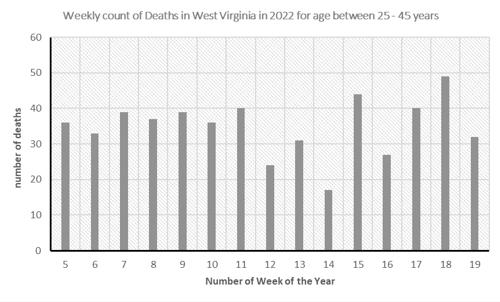 Weekly count of Deaths in West Virginia in 2022 for age between 25 - 45 years
60
50
40
30
20
10
0
number of deaths
5 6 7 8 9 10 11 12 13 14 15 16 17 18 19
Number of Week of the Year